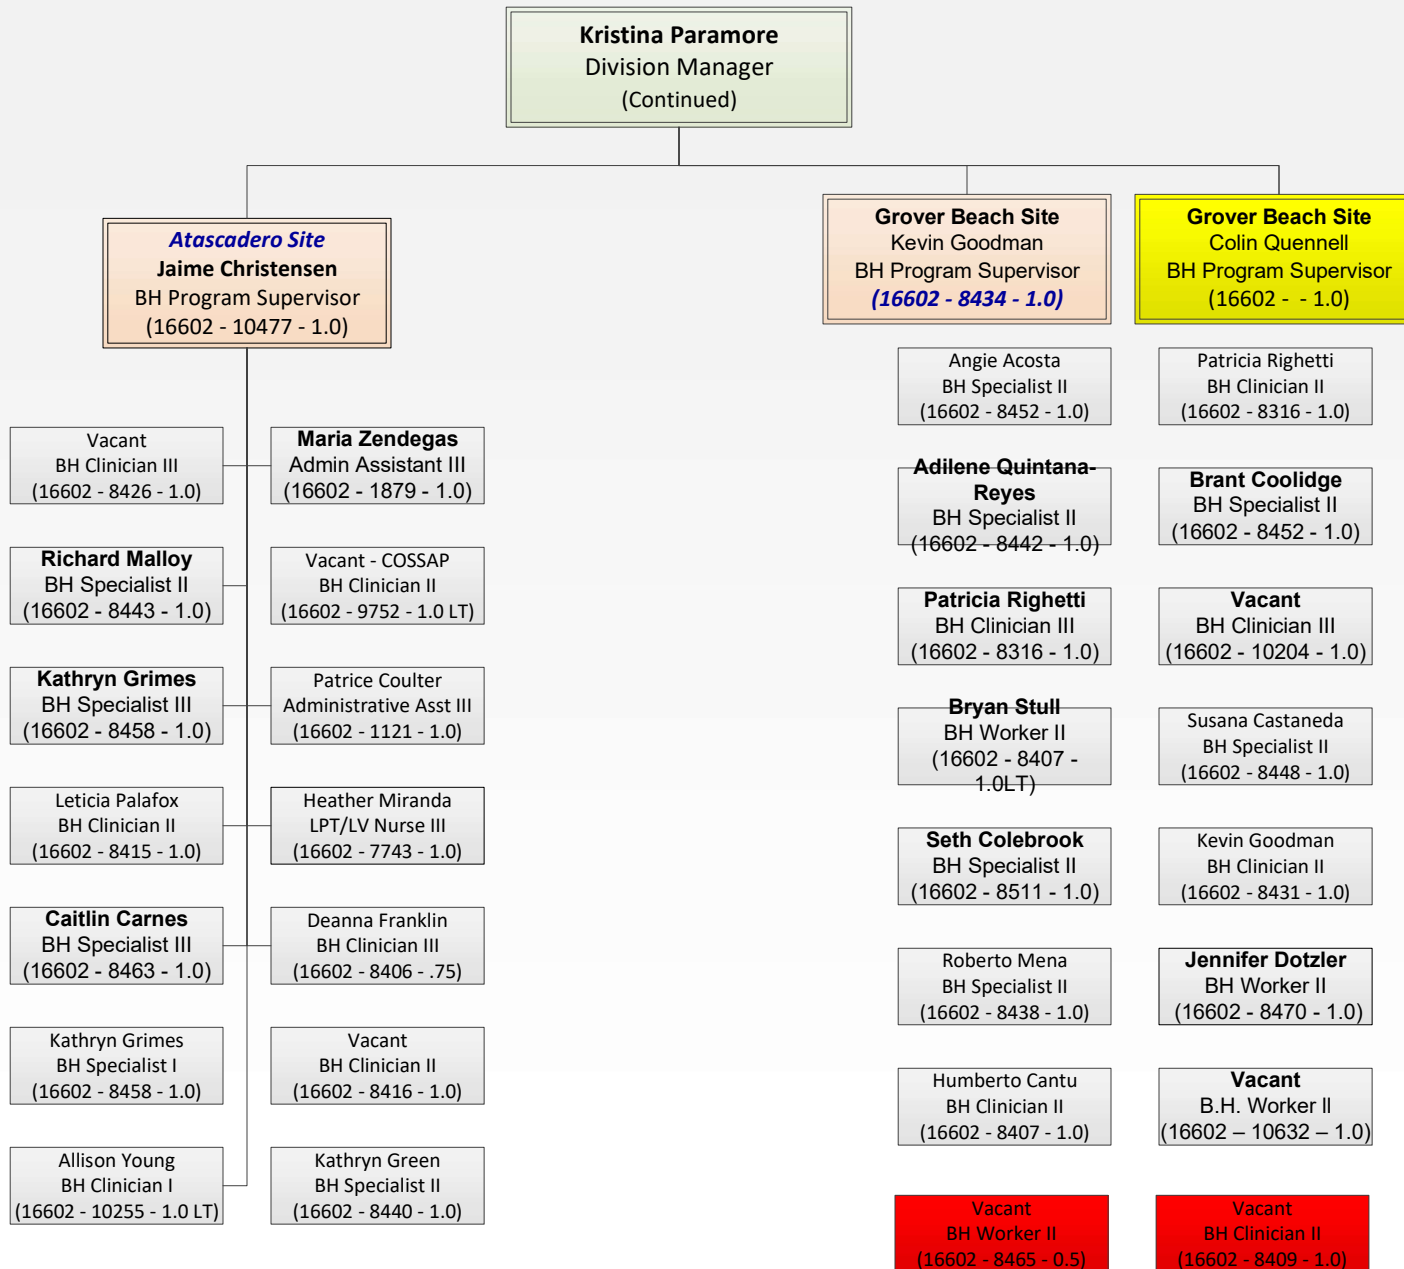 Kristina Paramore
Division Manager
(Continued)
Atascadero Site
Jaime Christensen
BH Program Supervisor
(16602 - 10477 - 1.0)
Grover Beach Site
Kevin Goodman
BH Program Supervisor
(16602 - 8434 - 1.0)
Grover Beach Site
Colin Quennell
BH Program Supervisor
(16602 -  - 1.0)
Vacant
BH Clinician III
(16602 - 8426 - 1.0)
Maria Zendegas
Admin Assistant III
(16602 - 1879 - 1.0)
Richard Malloy
BH Specialist II
(16602 - 8443 - 1.0)
Vacant - COSSAP
BH Clinician II
(16602 - 9752 - 1.0 LT)
Kathryn Grimes
BH Specialist III
(16602 - 8458 - 1.0)
Patrice Coulter
Administrative Asst III
(16602 - 1121 - 1.0)
Leticia Palafox
BH Clinician II
(16602 - 8415 - 1.0)
Heather Miranda
LPT/LV Nurse III
(16602 - 7743 - 1.0)
Caitlin Carnes
BH Specialist III
(16602 - 8463 - 1.0)
Deanna Franklin
BH Clinician III
(16602 - 8406 - .75)
Kathryn Grimes
BH Specialist I
(16602 - 8458 - 1.0)
Vacant
BH Clinician II
(16602 - 8416 - 1.0)
Allison Young
BH Clinician I
(16602 - 10255 - 1.0 LT)
Kathryn Green
BH Specialist II
(16602 - 8440 - 1.0)
Angie Acosta
BH Specialist II
(16602 - 8452 - 1.0)
Patricia Righetti
BH Clinician II
(16602 - 8316 - 1.0)
Adilene Quintana-
Reyes
BH Specialist II
(16602 - 8442 - 1.0)
Brant Coolidge
BH Specialist II
(16602 - 8452 - 1.0)
Patricia Righetti
BH Clinician III
(16602 - 8316 - 1.0)
Vacant
BH Clinician III
(16602 - 10204 - 1.0)
Bryan Stull
BH Worker II
(16602 - 8407 -
1.0LT)
Susana Castaneda
BH Specialist II
(16602 - 8448 - 1.0)
Seth Colebrook
BH Specialist II
(16602 - 8511 - 1.0)
Kevin Goodman
BH Clinician II
(16602 - 8431 - 1.0)
Roberto Mena
BH Specialist II
(16602 - 8438 - 1.0)
Jennifer Dotzler
BH Worker II
(16602 - 8470 - 1.0)
Humberto Cantu
BH Clinician II
(16602 - 8407 - 1.0)
Vacant
B.H. Worker II
(16602 – 10632 – 1.0)
Vacant
BH Worker II
(16602 - 8465 - 0.5)
Vacant
BH Clinician II
(16602 - 8409 - 1.0)